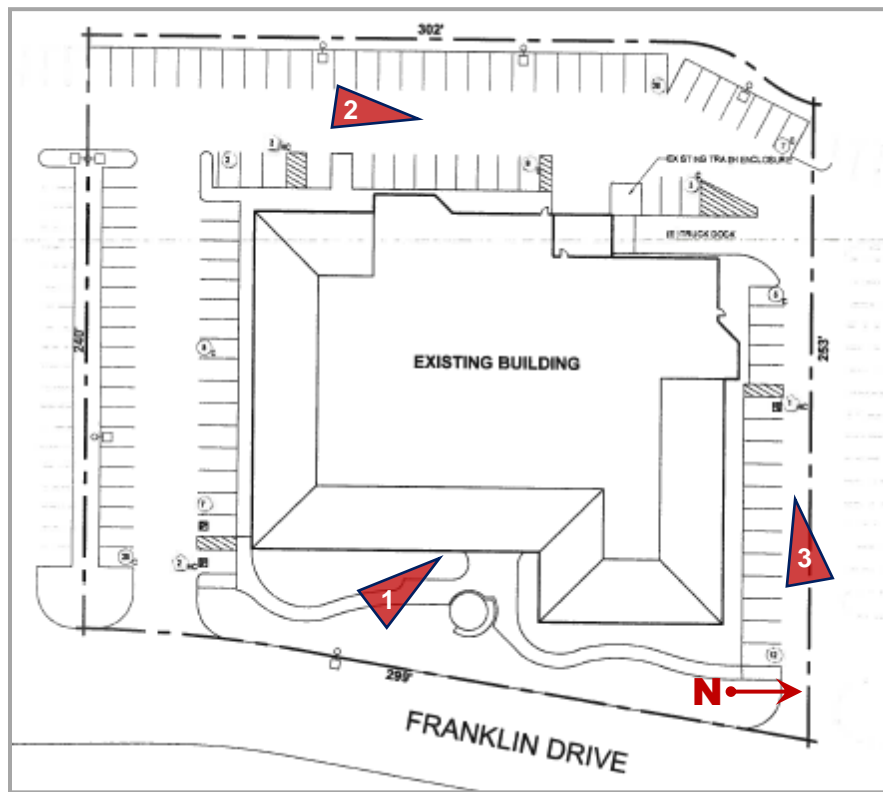 302'
2
EXISTING TRASH ENCLOSURE
(E) TRUCK DOCK
240'
EXISTING BUILDING
253'
1
3
299'
N
FRANKLIN DRIVE